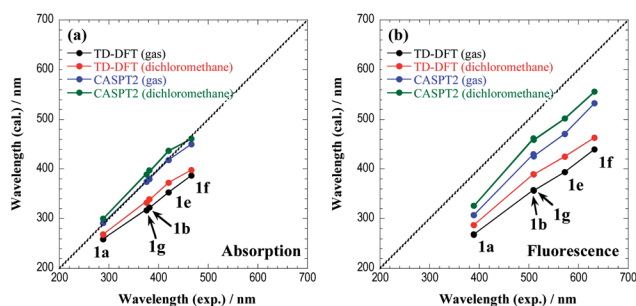 (a)
TD-DFT (gas)
TD-DFT (dichloromethane)
CASPT2 (gas)
CASPT2 (dichloromethane)
Wavelength (cal.) / nm
700
600
500
400
300
200
1a
1g
1b
1e
1f
Absorption
200 300 400 500 600 700
Wavelength (exp.) / nm
(b)
TD-DFT (gas)
TD-DFT (dichloromethane)
CASPT2 (gas)
CASPT2 (dichloromethane)
Wavelength (cal.) / nm
700
600
500
400
300
200
1a
1b
1g
1e
1f
Fluorescence
200 300 400 500 600 700
Wavelength (exp.) / nm